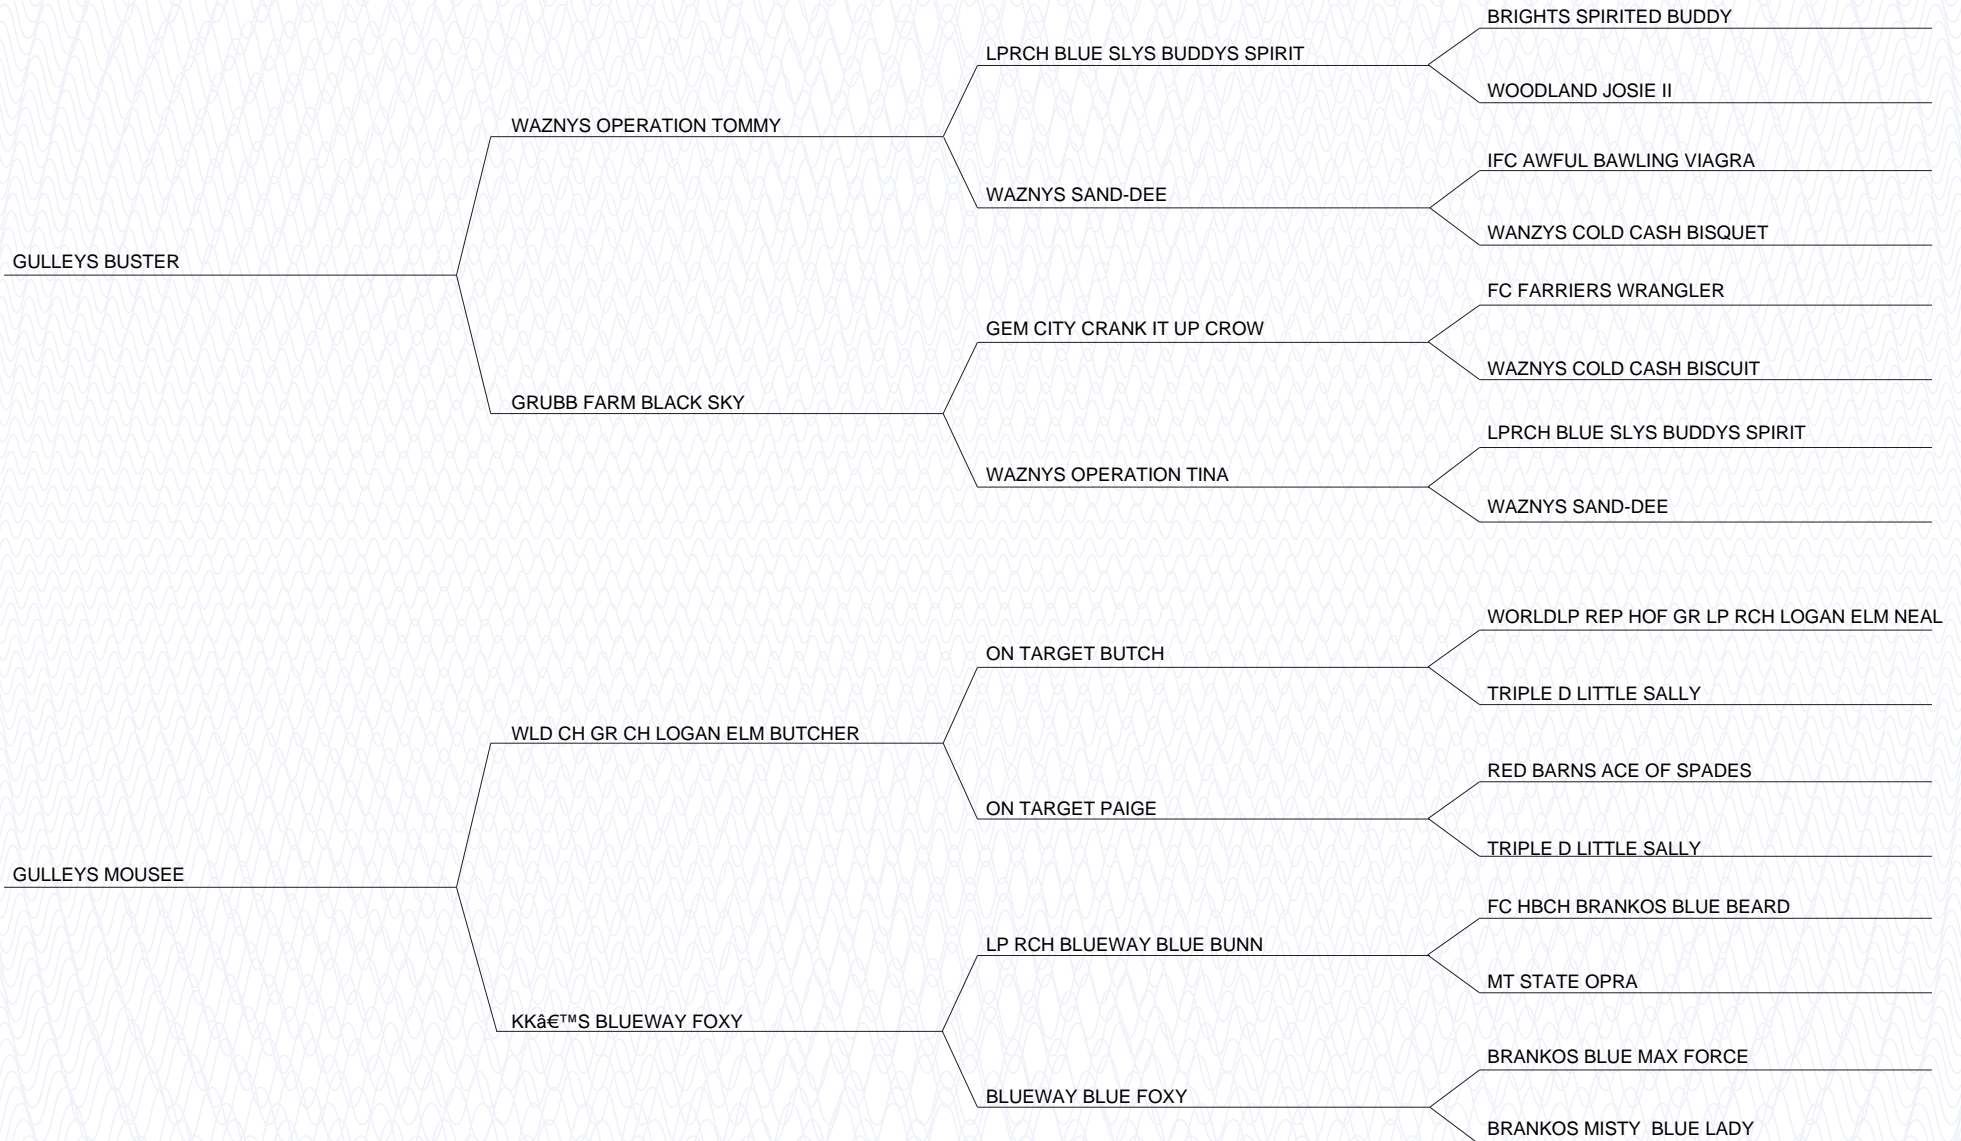 BRIGHTS SPIRITED BUDDY
LPRCH BLUE SLYS BUDDYS SPIRIT
WOODLAND JOSIE II
WAZNYS OPERATION TOMMY
IFC AWFUL BAWLING VIAGRA
WAZNYS SAND-DEE
WANZYS COLD CASH BISQUET
GULLEYS BUSTER
FC FARRIERS WRANGLER
GEM CITY CRANK IT UP CROW
WAZNYS COLD CASH BISCUIT
GRUBB FARM BLACK SKY
LPRCH BLUE SLYS BUDDYS SPIRIT
WAZNYS OPERATION TINA
WAZNYS SAND-DEE
WORLDLP REP HOF GR LP RCH LOGAN ELM NEAL
ON TARGET BUTCH
TRIPLE D LITTLE SALLY
WLD CH GR CH LOGAN ELM BUTCHER
RED BARNS ACE OF SPADES
ON TARGET PAIGE
TRIPLE D LITTLE SALLY
GULLEYS MOUSEE
FC HBCH BRANKOS BLUE BEARD
LP RCH BLUEWAY BLUE BUNN
MT STATE OPRA
KKâ€™S BLUEWAY FOXY
BRANKOS BLUE MAX FORCE
BLUEWAY BLUE FOXY
BRANKOS MISTY  BLUE LADY